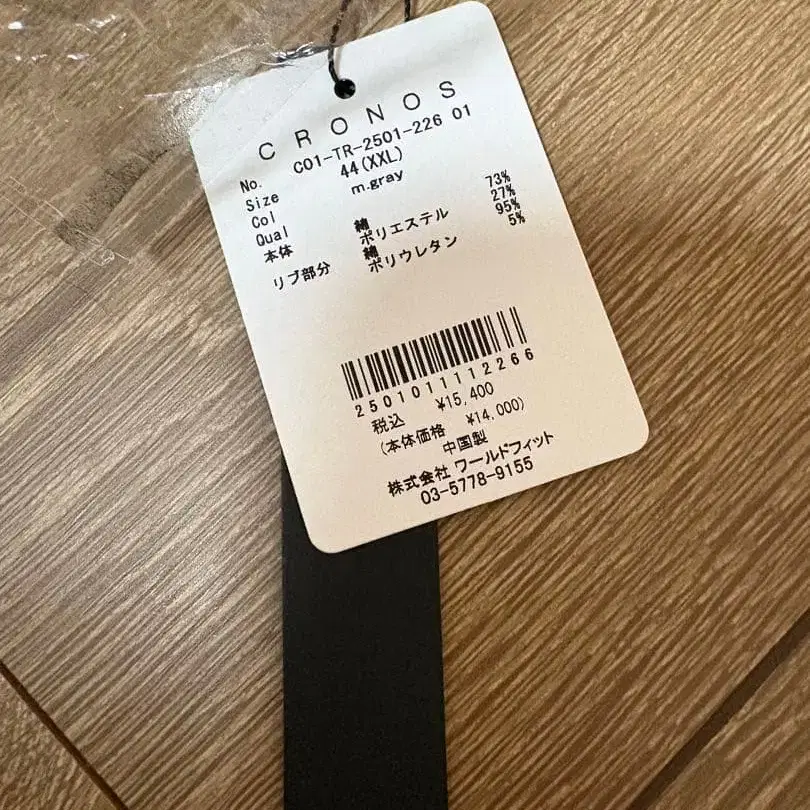 CRONOS
No. C01-TR-2501-226 01
Size 44(XXL)
Col m.gray
Qual
本体 綿 73%
ポリエステル 27%
リブ部分 綿 95%
ポリウレタン 5%
2501011112266
税込 ¥15,400
(本体価格 ¥14,000)
中国製
株式会社 ワールドフィット
03-5778-9155